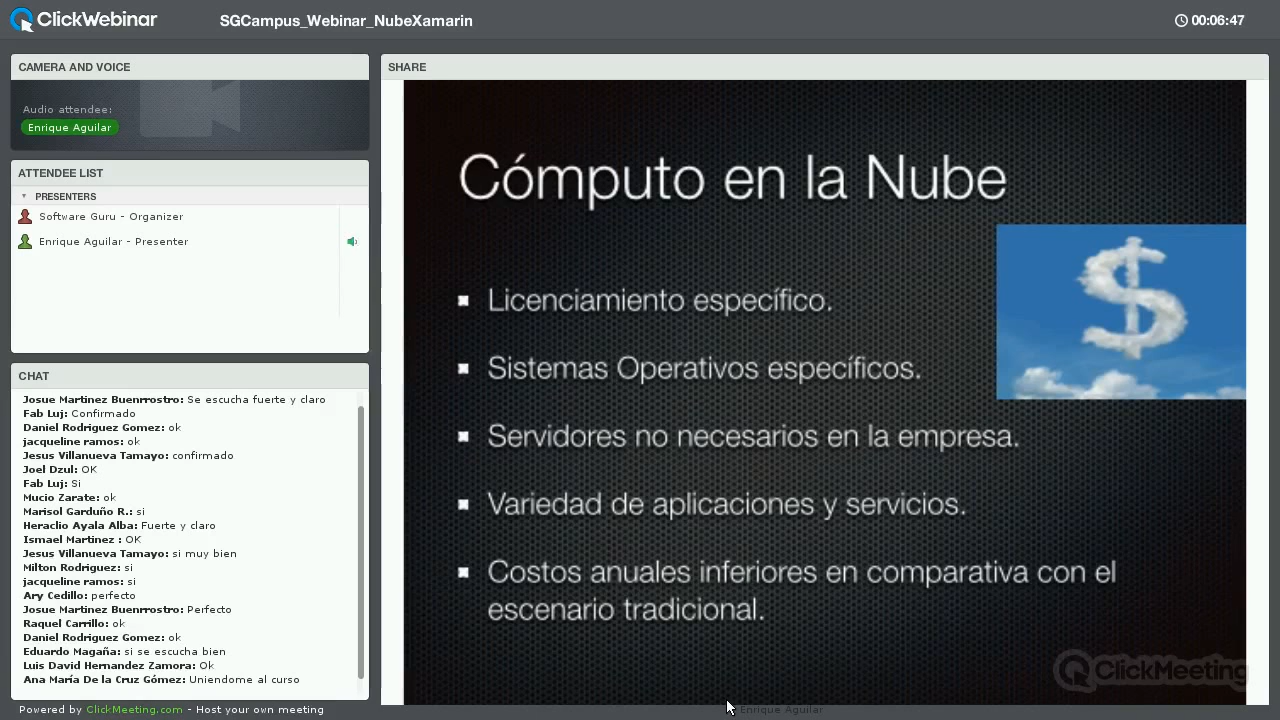 ClickWebinar
SGCampus_Webinar_NubeXamarin
00:06:47
CAMERA AND VOICE
Audio attendee:
Enrique Aguilar
ATTENDEE LIST
PRESENTERS
Software Guru - Organizer
Enrique Aguilar - Presenter
CHAT
Josue Martinez Buenrrostro: Se escucha fuerte y claro
Fab Luj: Confirmado
Daniel Rodriguez Gomez: ok
jacqueline ramos: ok
Jesus Villanueva Tamayo: confirmado
Joel Dzul: OK
Fab Luj: Si
Mucio Zarate: ok
Marisol Garduño R.: si
Heraclio Ayala Alba: Fuerte y claro
Ismael Martinez : OK
Jesus Villanueva Tamayo: si muy bien
Milton Rodriguez: si
jacqueline ramos: si
Ary Cedillo: perfecto
Josue Martinez Buenrrostro: Perfecto
Raquel Carrillo: ok
Daniel Rodriguez Gomez: ok
Eduardo Magaña: si se escucha bien
Luis David Hernandez Zamora: Ok
Ana María De la Cruz Gómez: Uniendome al curso
Powered by ClickMeeting.com - Host your own meeting
SHARE
Cómputo en la Nube
$
Licenciamiento específico.
Sistemas Operativos específicos.
Servidores no necesarios en la empresa.
Variedad de aplicaciones y servicios.
Costos anuales inferiores en comparativa con el
escenario tradicional.
ClickMeeting
Enrique Aguilar